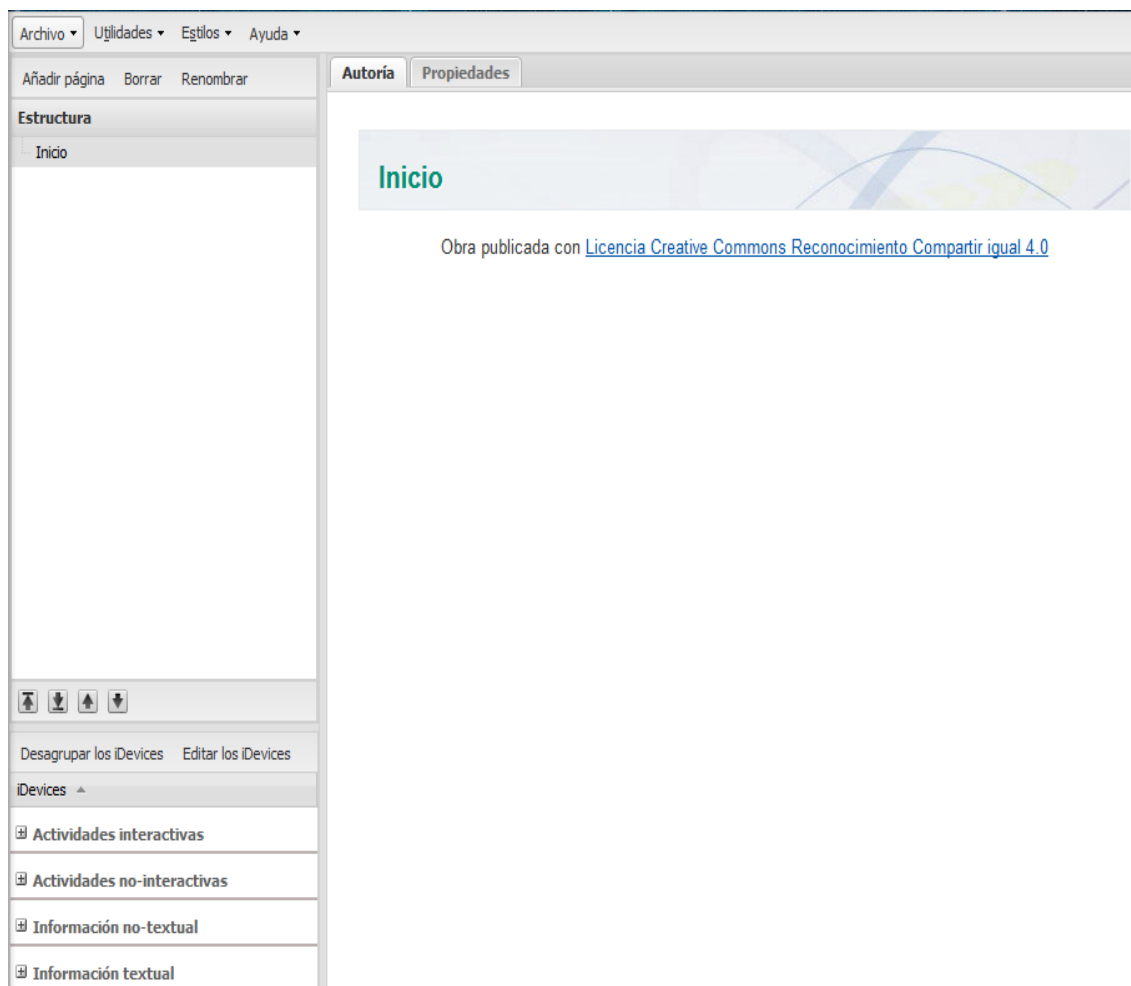 Archivo Utilidades Estilos Ayuda
Añadir página Borrar Renombrar
Estructura
Inicio
Autoría Propiedades
Inicio
Obra publicada con Licencia Creative Commons Reconocimiento Compartir igual 4.0
Desagrupar los iDevices Editar los iDevices
iDevices
Actividades interactivas
Actividades no-interactivas
Información no-textual
Información textual